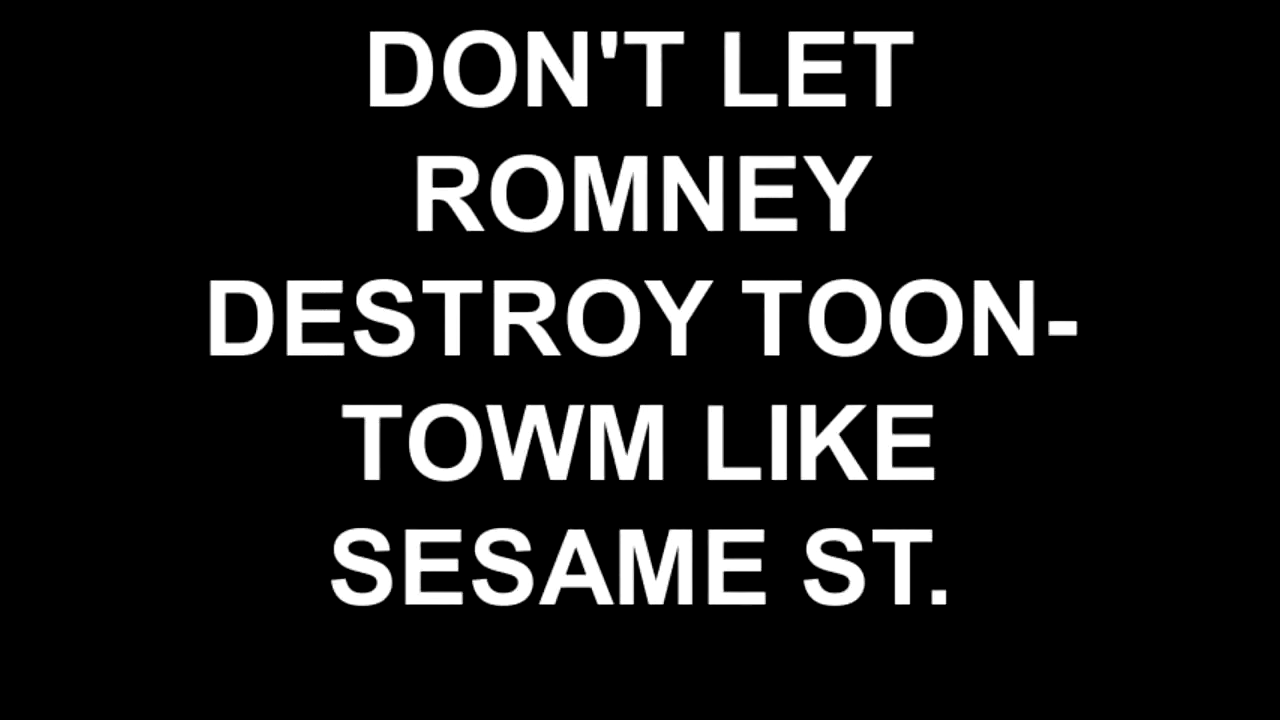 DON'T LET
ROMNEY
DESTROY TOON-
TOWM LIKE
SESAME ST.